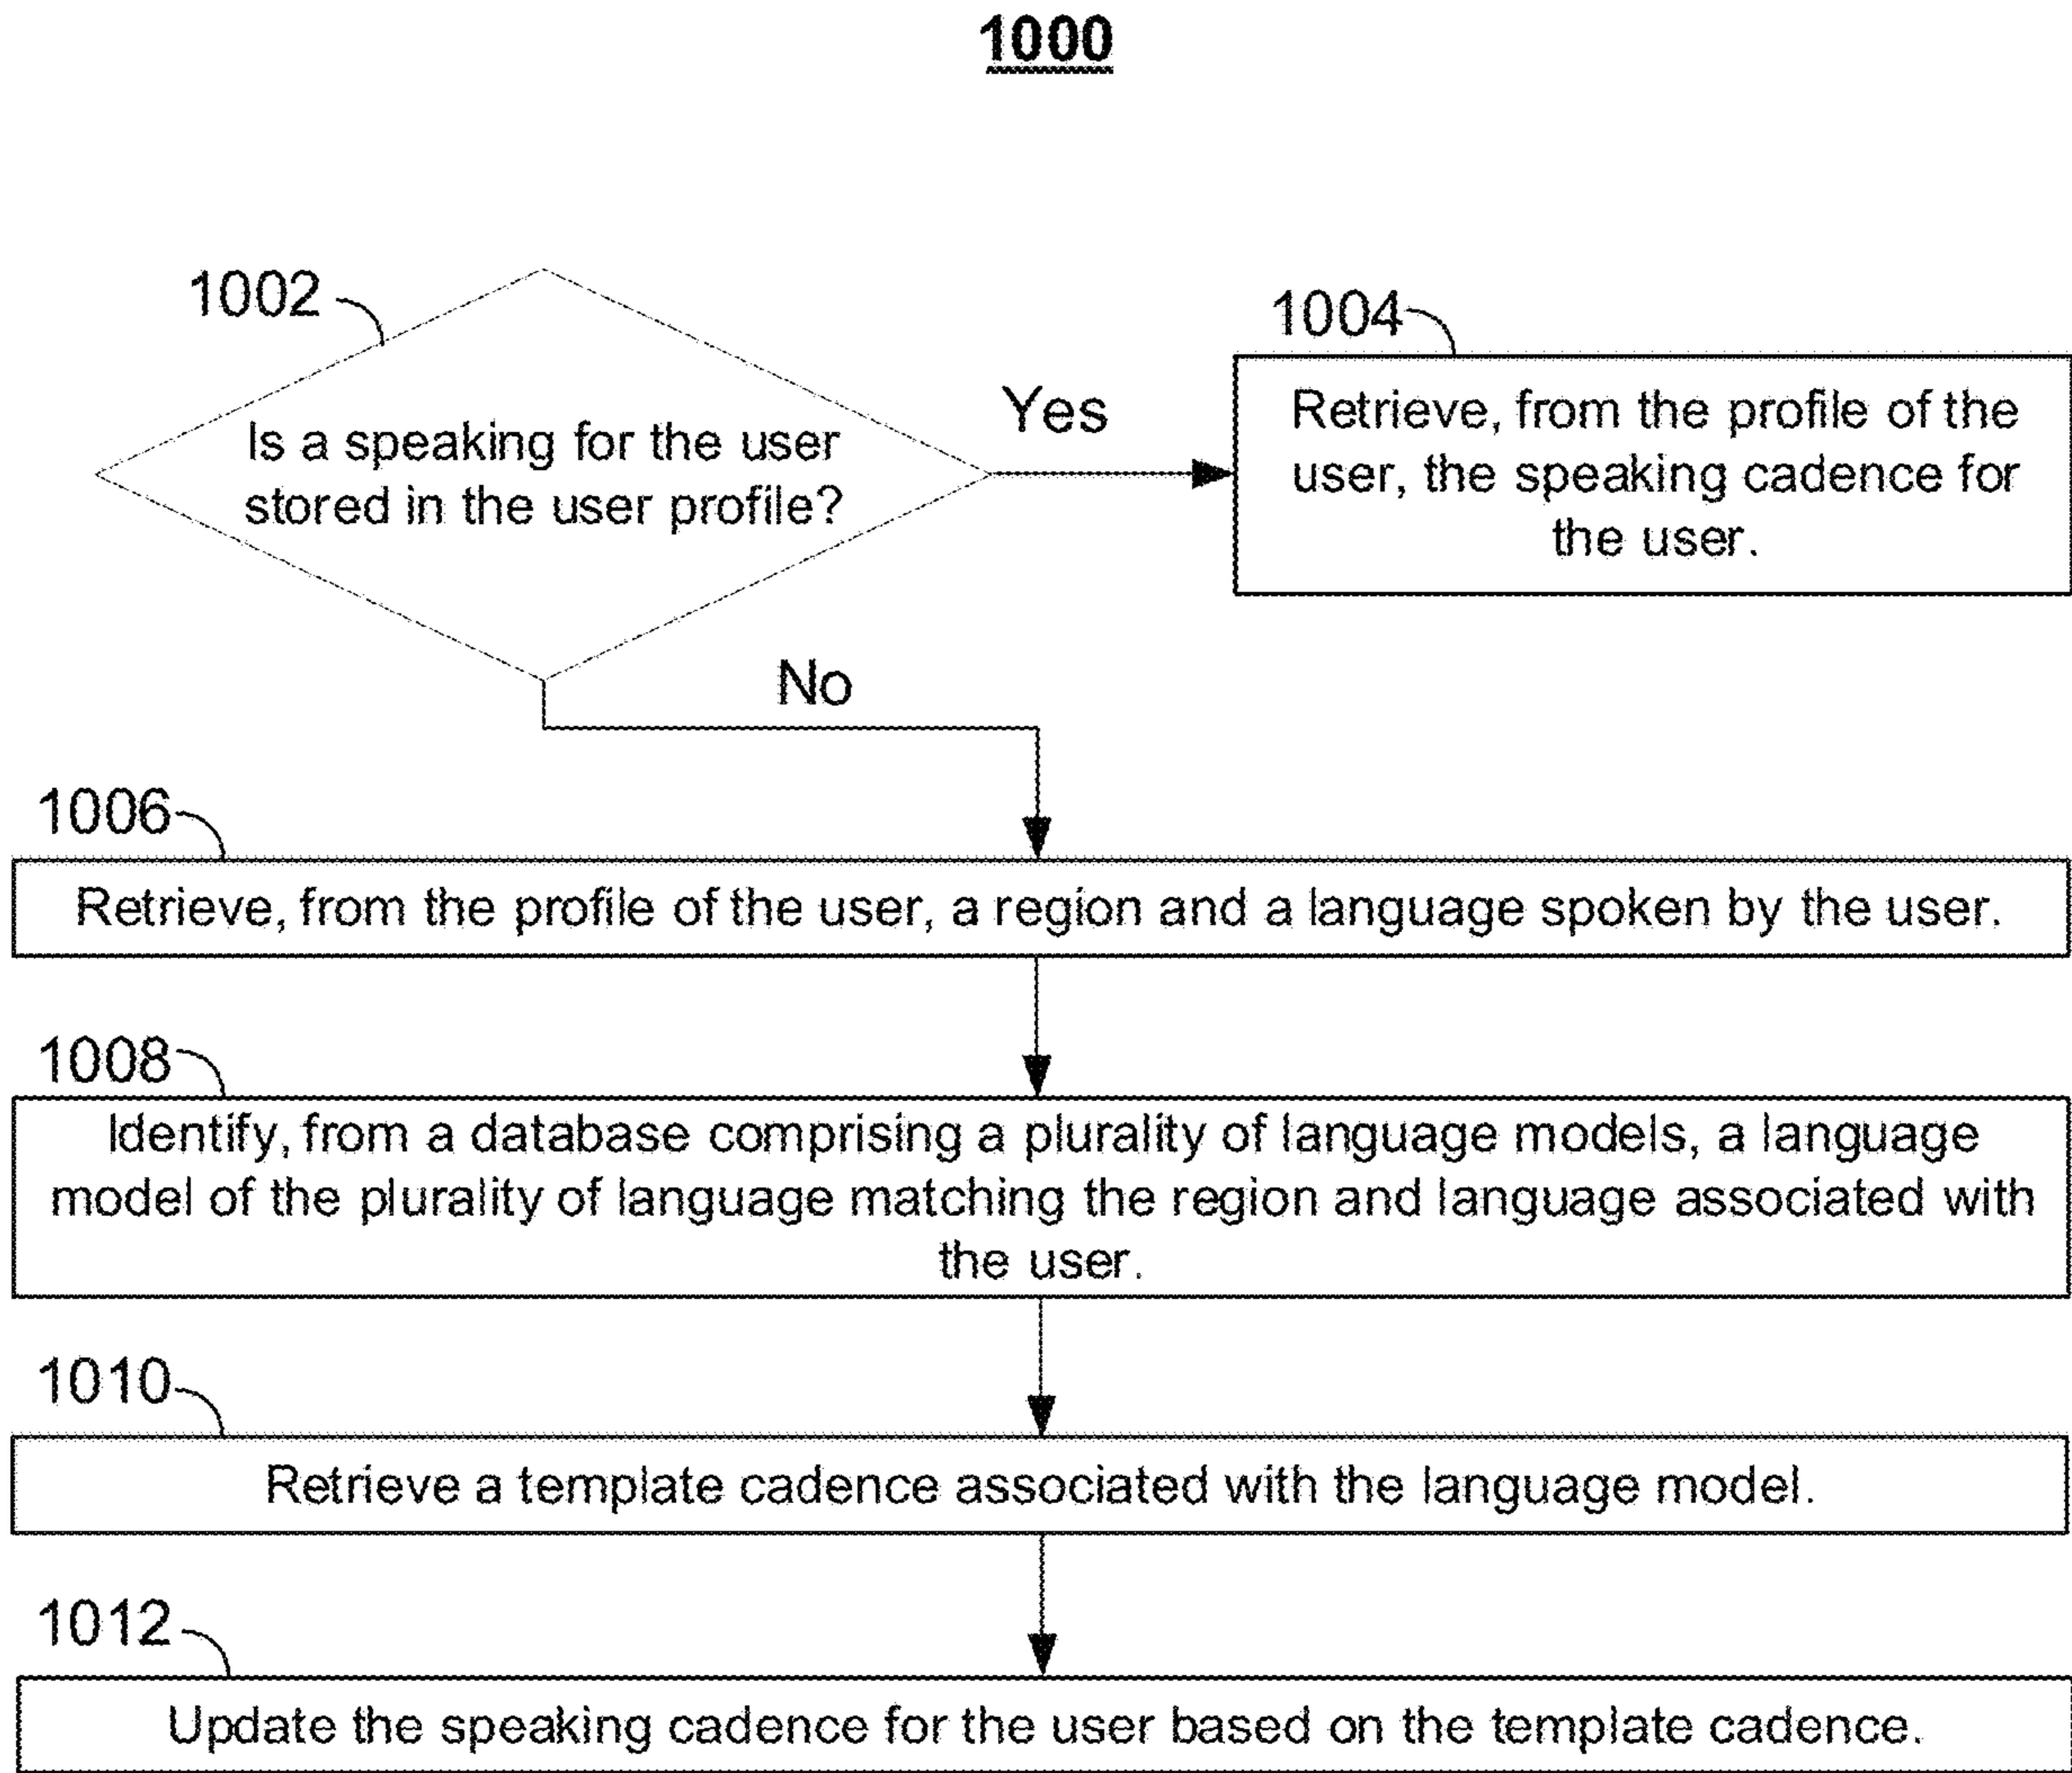 1000
1002
Is a speaking for the user
stored in the user profile?
Yes
1004
Retrieve, from the profile of the
user, the speaking cadence for
the user.
No
1006
Retrieve, from the profile of the user, a region and a language spoken by the user.
1008
Identify, from a database comprising a plurality of language models, a language
model of the plurality of language matching the region and language associated with
the user.
1010
Retrieve a template cadence associated with the language model.
1012
Update the speaking cadence for the user based on the template cadence.